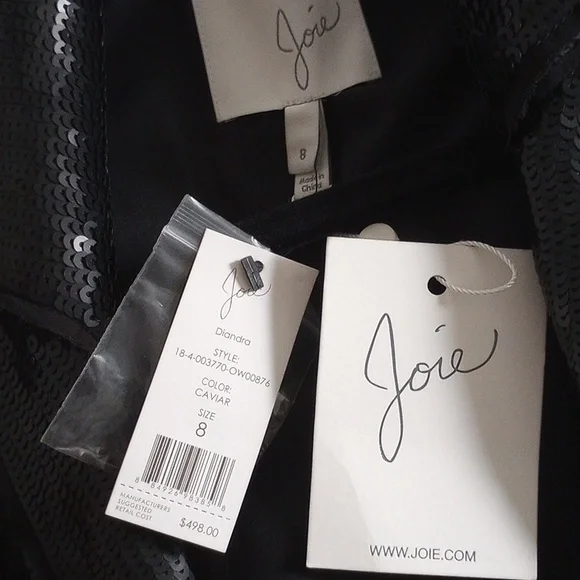 Joie
8
Made in
China
Joie
Diandra
STYLE:
18-4-003770-OW00876
COLOR:
CAVIAR
SIZE
8
MANUFACTURERS
SUGGESTED
RETAIL COST
$498.00
Joie
WWW.JOIE.COM